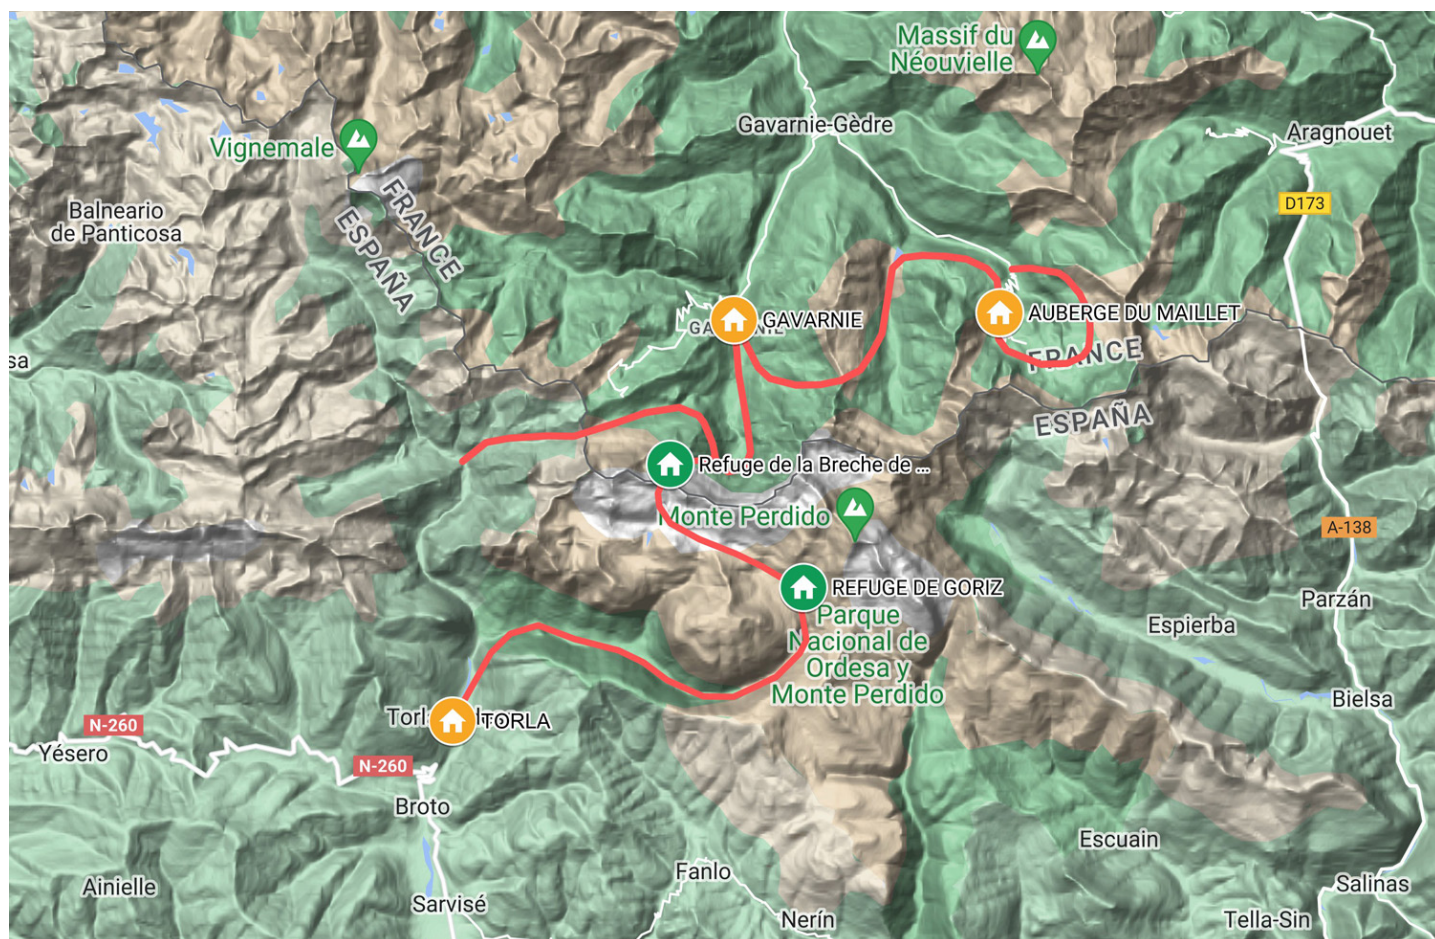 Massif du
Néouvielle
Gavarnie-Gèdre
Aragnouet
Vignemale
D173
Balneario
de Panticosa
FRANCE
ESPAÑA
GAVARNIE
AUBERGE DU MAILLET
FRANCE
ESPAÑA
Refuge de la Breche de ...
Monte Perdido
A-138
REFUGE DE GORIZ
Parque
Nacional de
Ordesa y
Monte Perdido
Parzán
Espierba
Bielsa
TORLA
N-260
Yésero
N-260
Broto
Escuain
Fanlo
Ainielle
Sarvisé
Salinas
Nerín
Tella-Sin